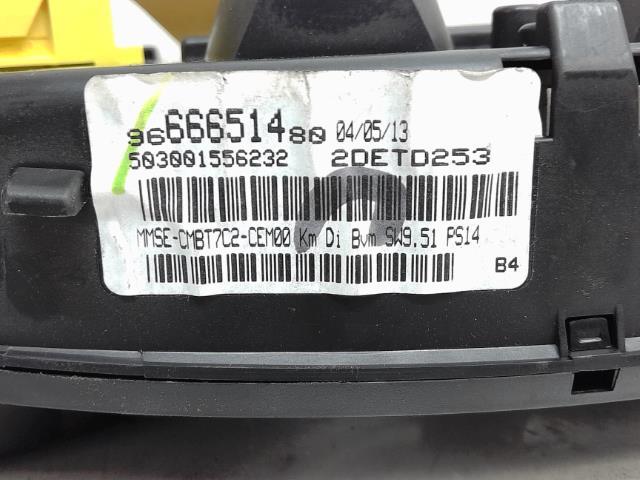 9666651480 04/05/13
503001556232 2DETD253
MMSE-CMBT7C2-CEM00 Km Di Bvm SW9.51 PS14
B4